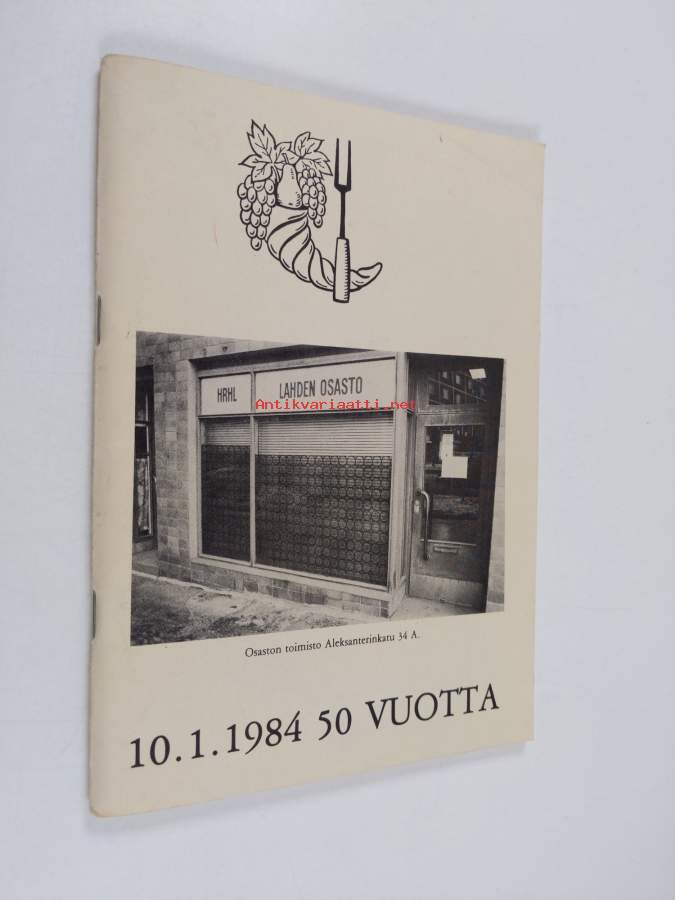 HRHL
LAHDEN OSASTO
Antikvariaatti.net
Osaston toimisto Aleksanterinkatu 34 A.
10.1.1984 50 VUOTTA